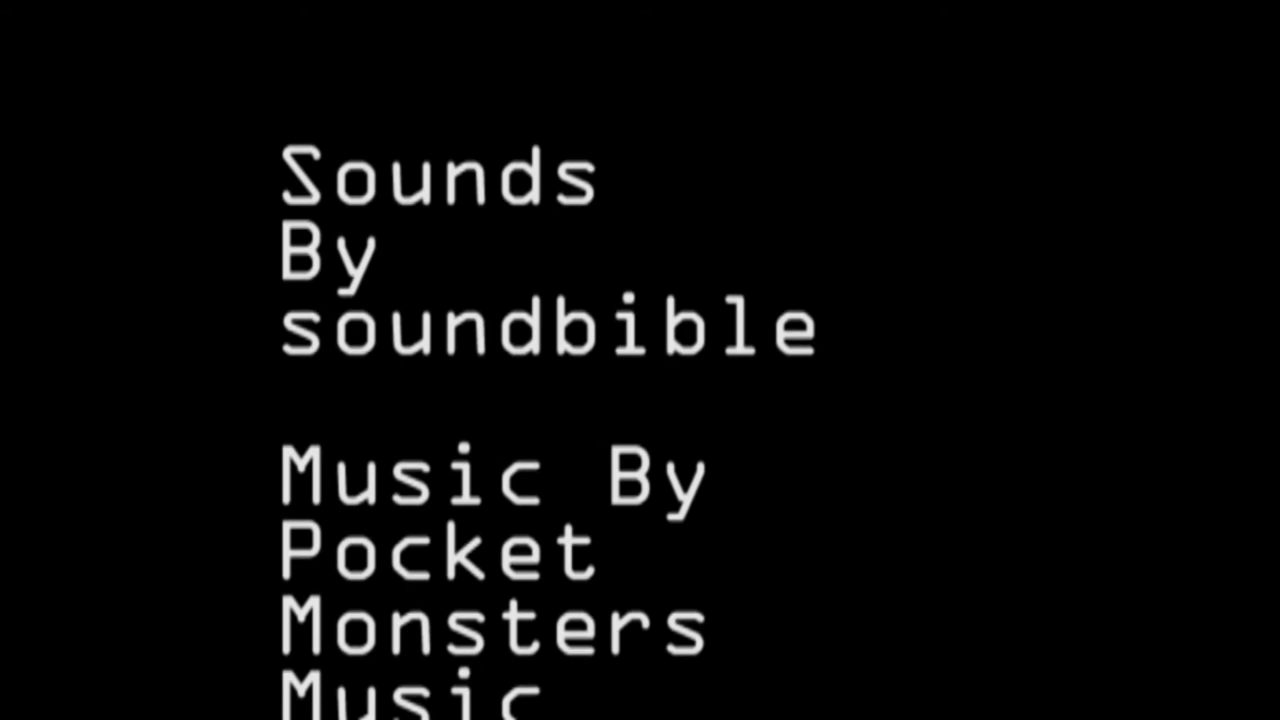 Sounds
By
soundbible
Music By
Pocket
Monsters
Music